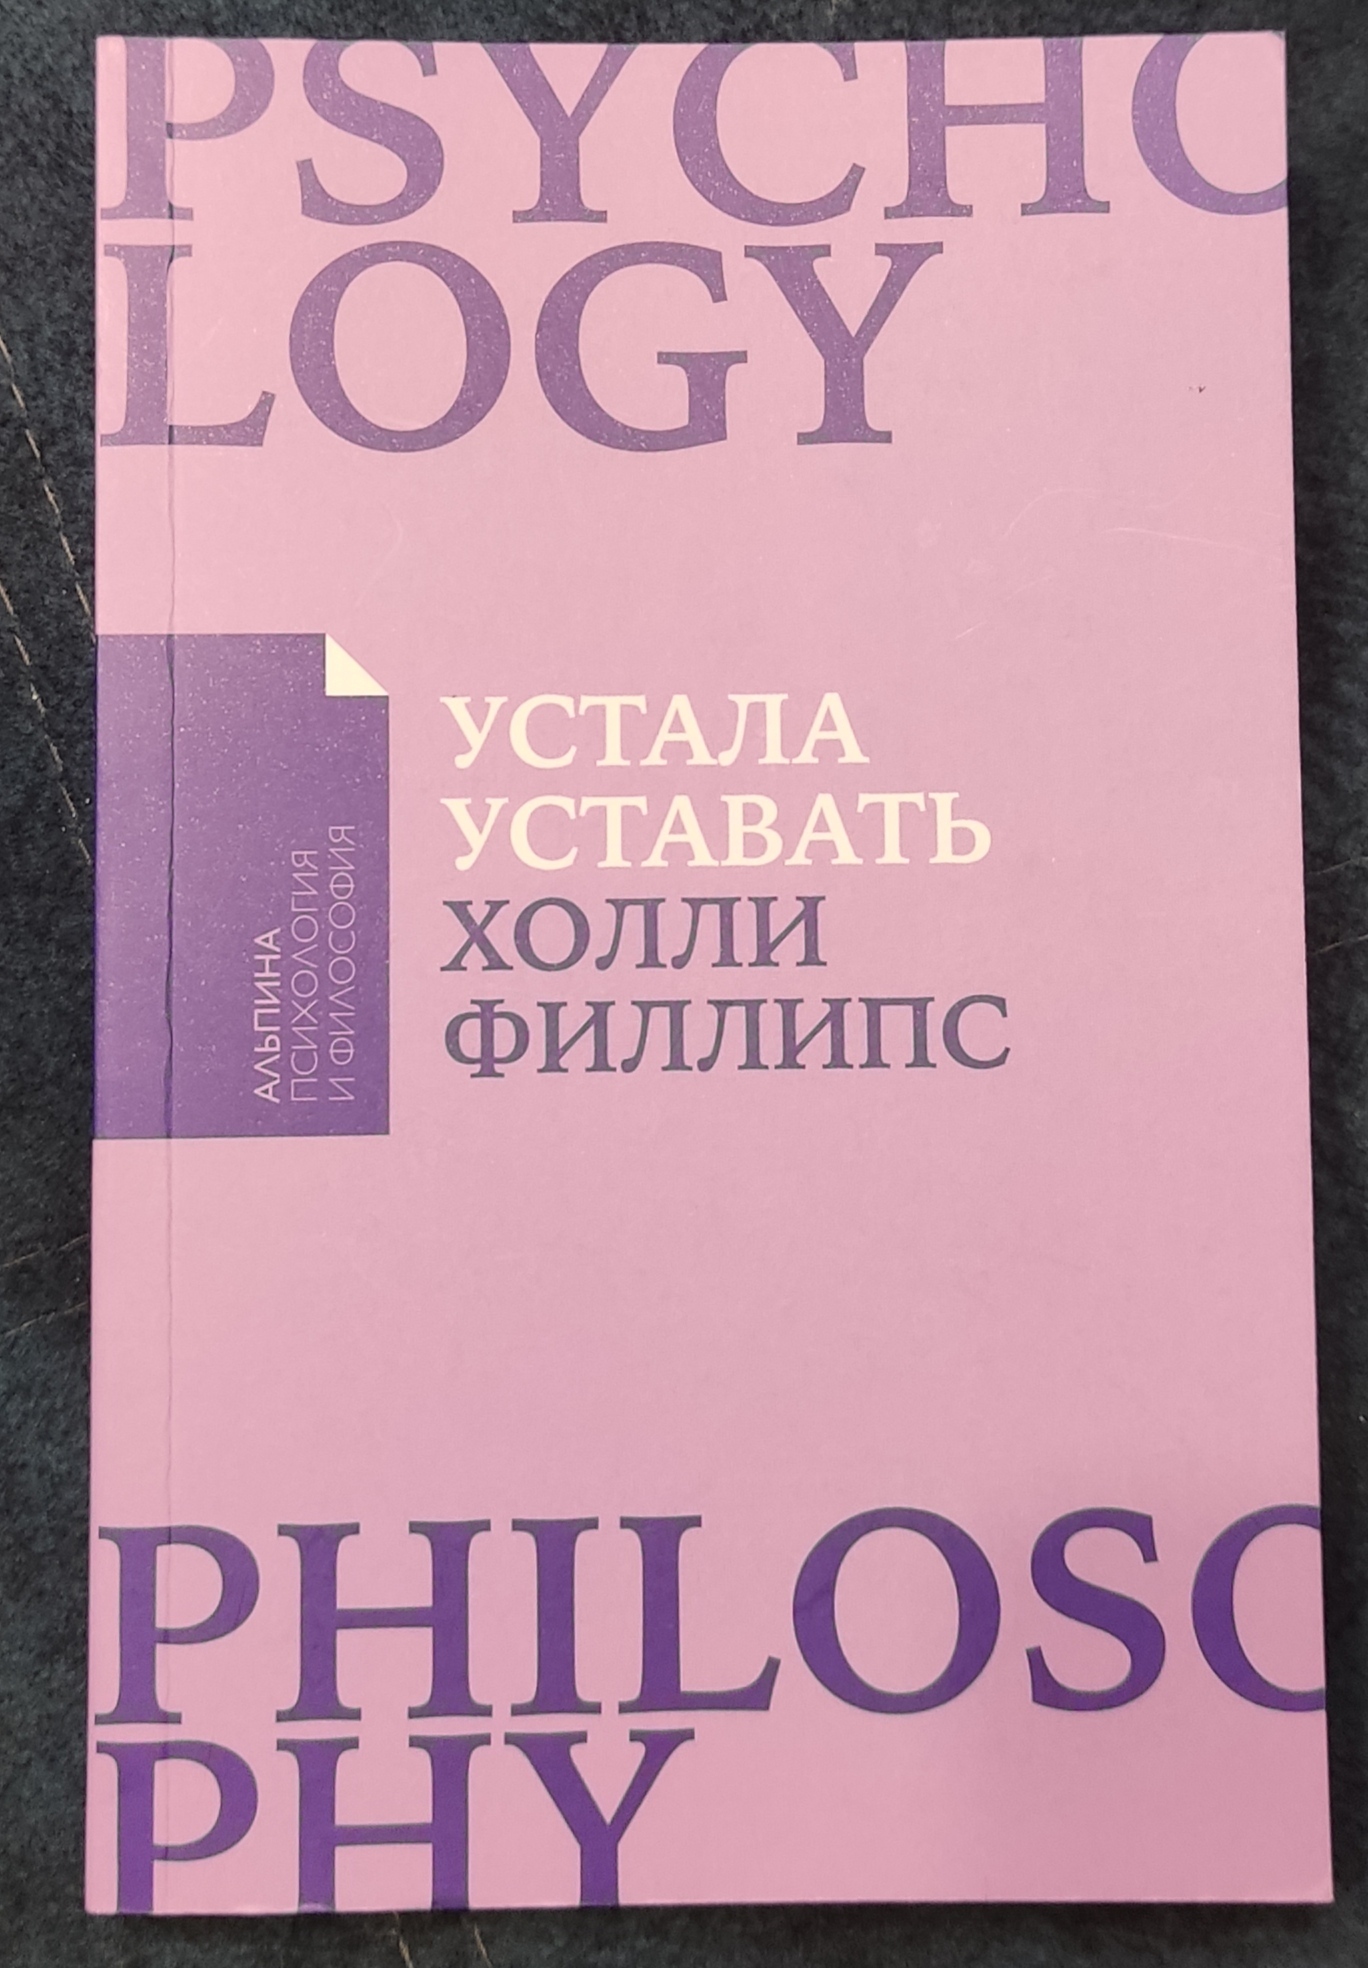 PSYCHO
LOGY
АЛЬПИНА
ПСИХОЛОГИЯ
И ФИЛОСОФИЯ
УСТАЛА
УСТАВАТЬ
ХОЛЛИ
ФИЛЛИПС
PHILOSO
PHY